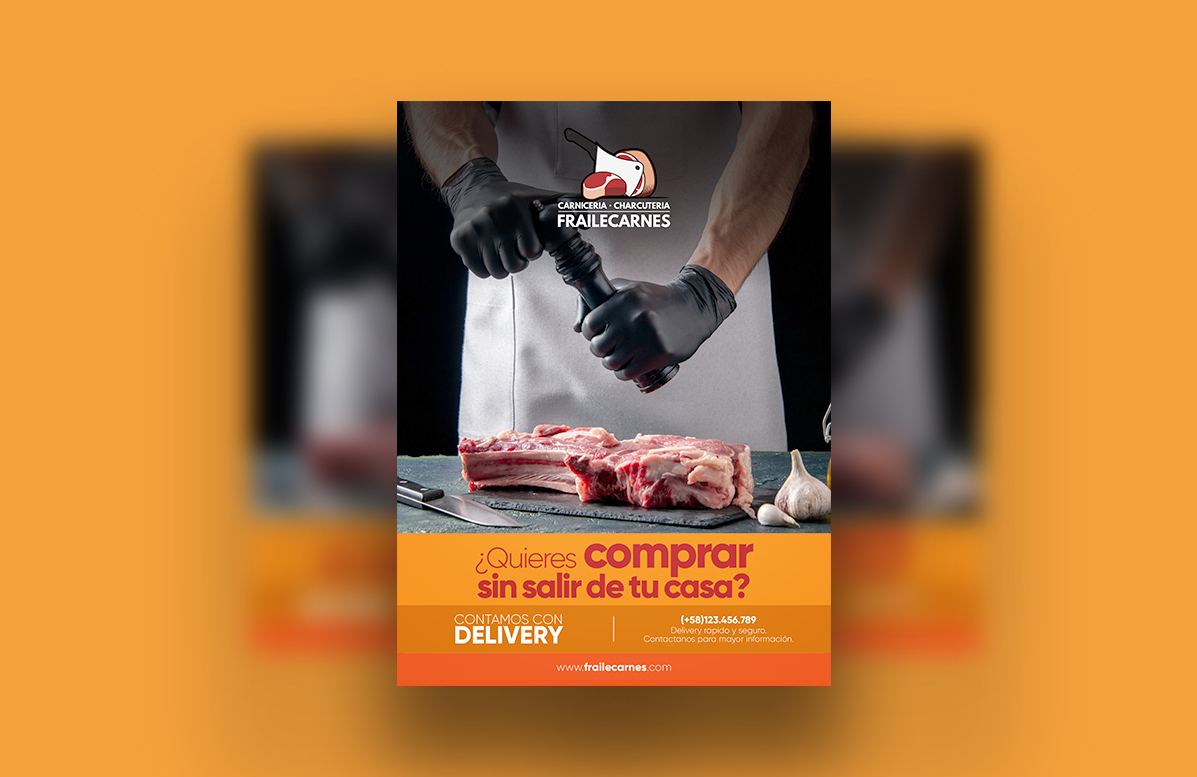 CARNICERIA · CHARCUTERIA
FRAILECARNES
¿Quieres comprar
sin salir de tu casa?
CONTAMOS CON
DELIVERY
(+58)123.456.789
Delivery rapido y seguro.
Contactanos para mayor información.
www.frailecarnes.com